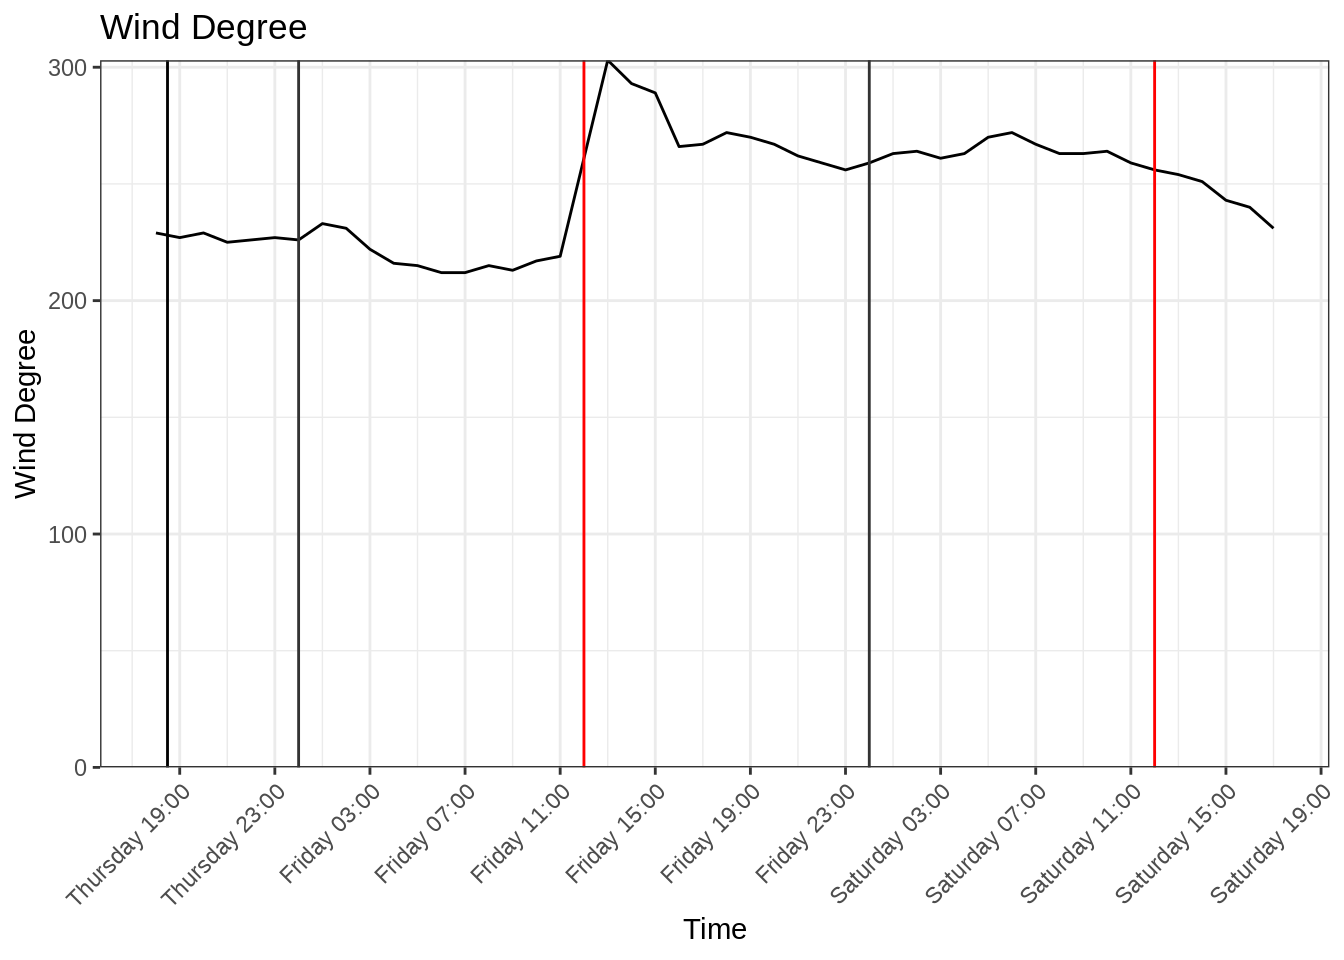 Wind Degree
300
200
100
0
Wind Degree
Thursday 19:00
Thursday 23:00
Friday 03:00
Friday 07:00
Friday 11:00
Friday 15:00
Friday 19:00
Friday 23:00
Saturday 03:00
Saturday 07:00
Saturday 11:00
Saturday 15:00
Saturday 19:00
Time